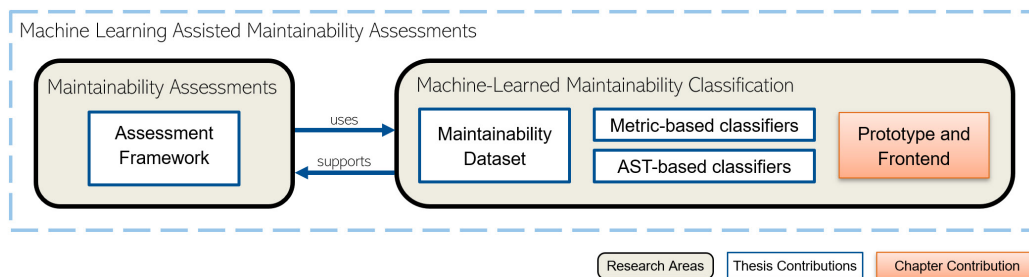 Machine Learning Assisted Maintainability Assessments
Maintainability Assessments
Assessment
Framework
uses
supports
Machine-Learned Maintainability Classification
Maintainability
Dataset
Metric-based classifiers
AST-based classifiers
Prototype and
Frontend
Research Areas
Thesis Contributions
Chapter Contribution